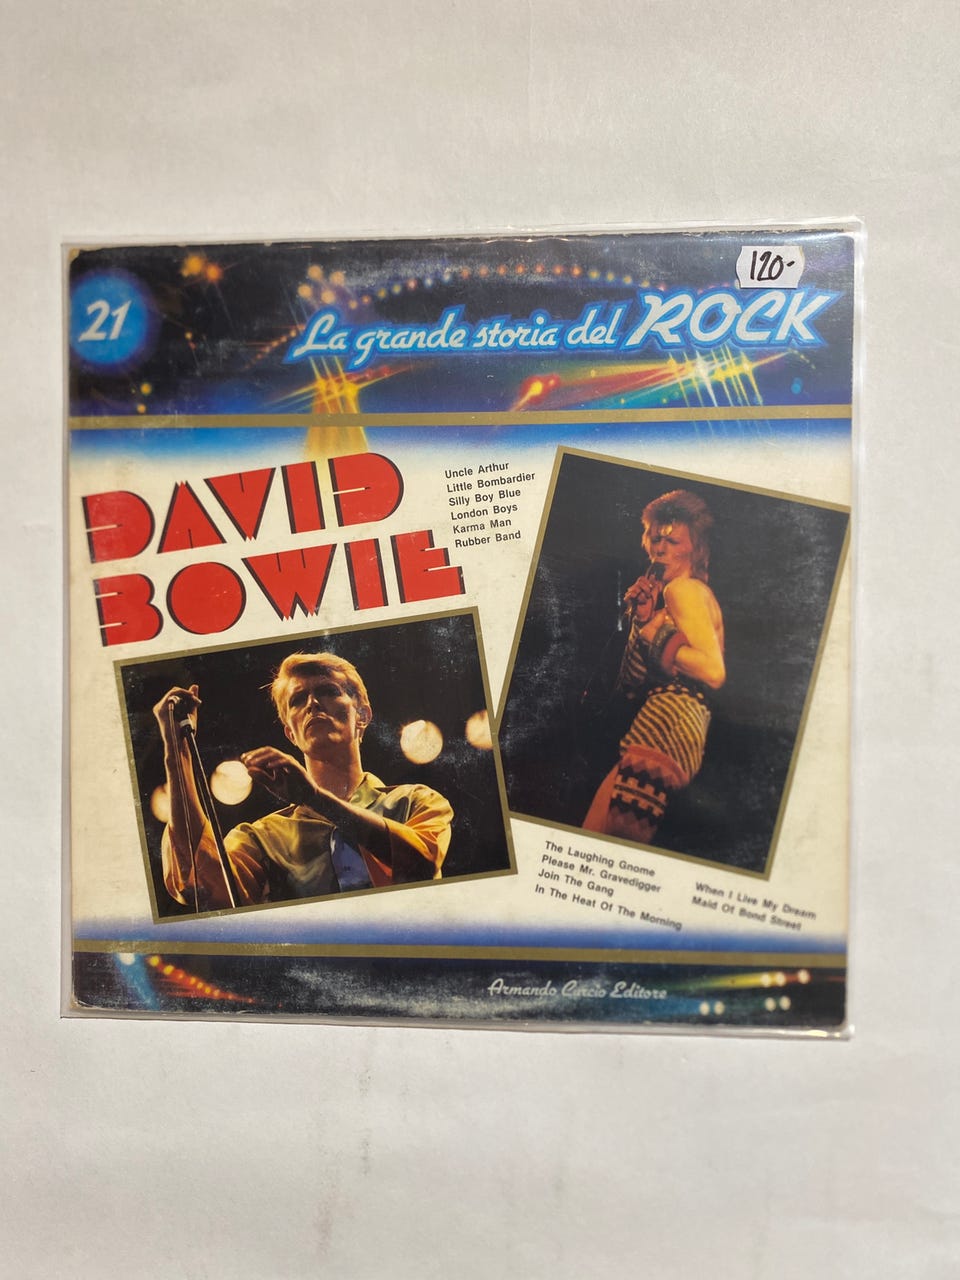 120-
21
La grande storia del ROCK
DAVID
BOWIE
Uncle Arthur
Little Bombardier
Silly Boy Blue
London Boys
Karma Man
Rubber Band
The Laughing Gnome
Please Mr. Gravedigger
Join The Gang
In The Heat Of The Morning
When I Live My Dream
Maid Of Bond Street
Armando Curcio Editore